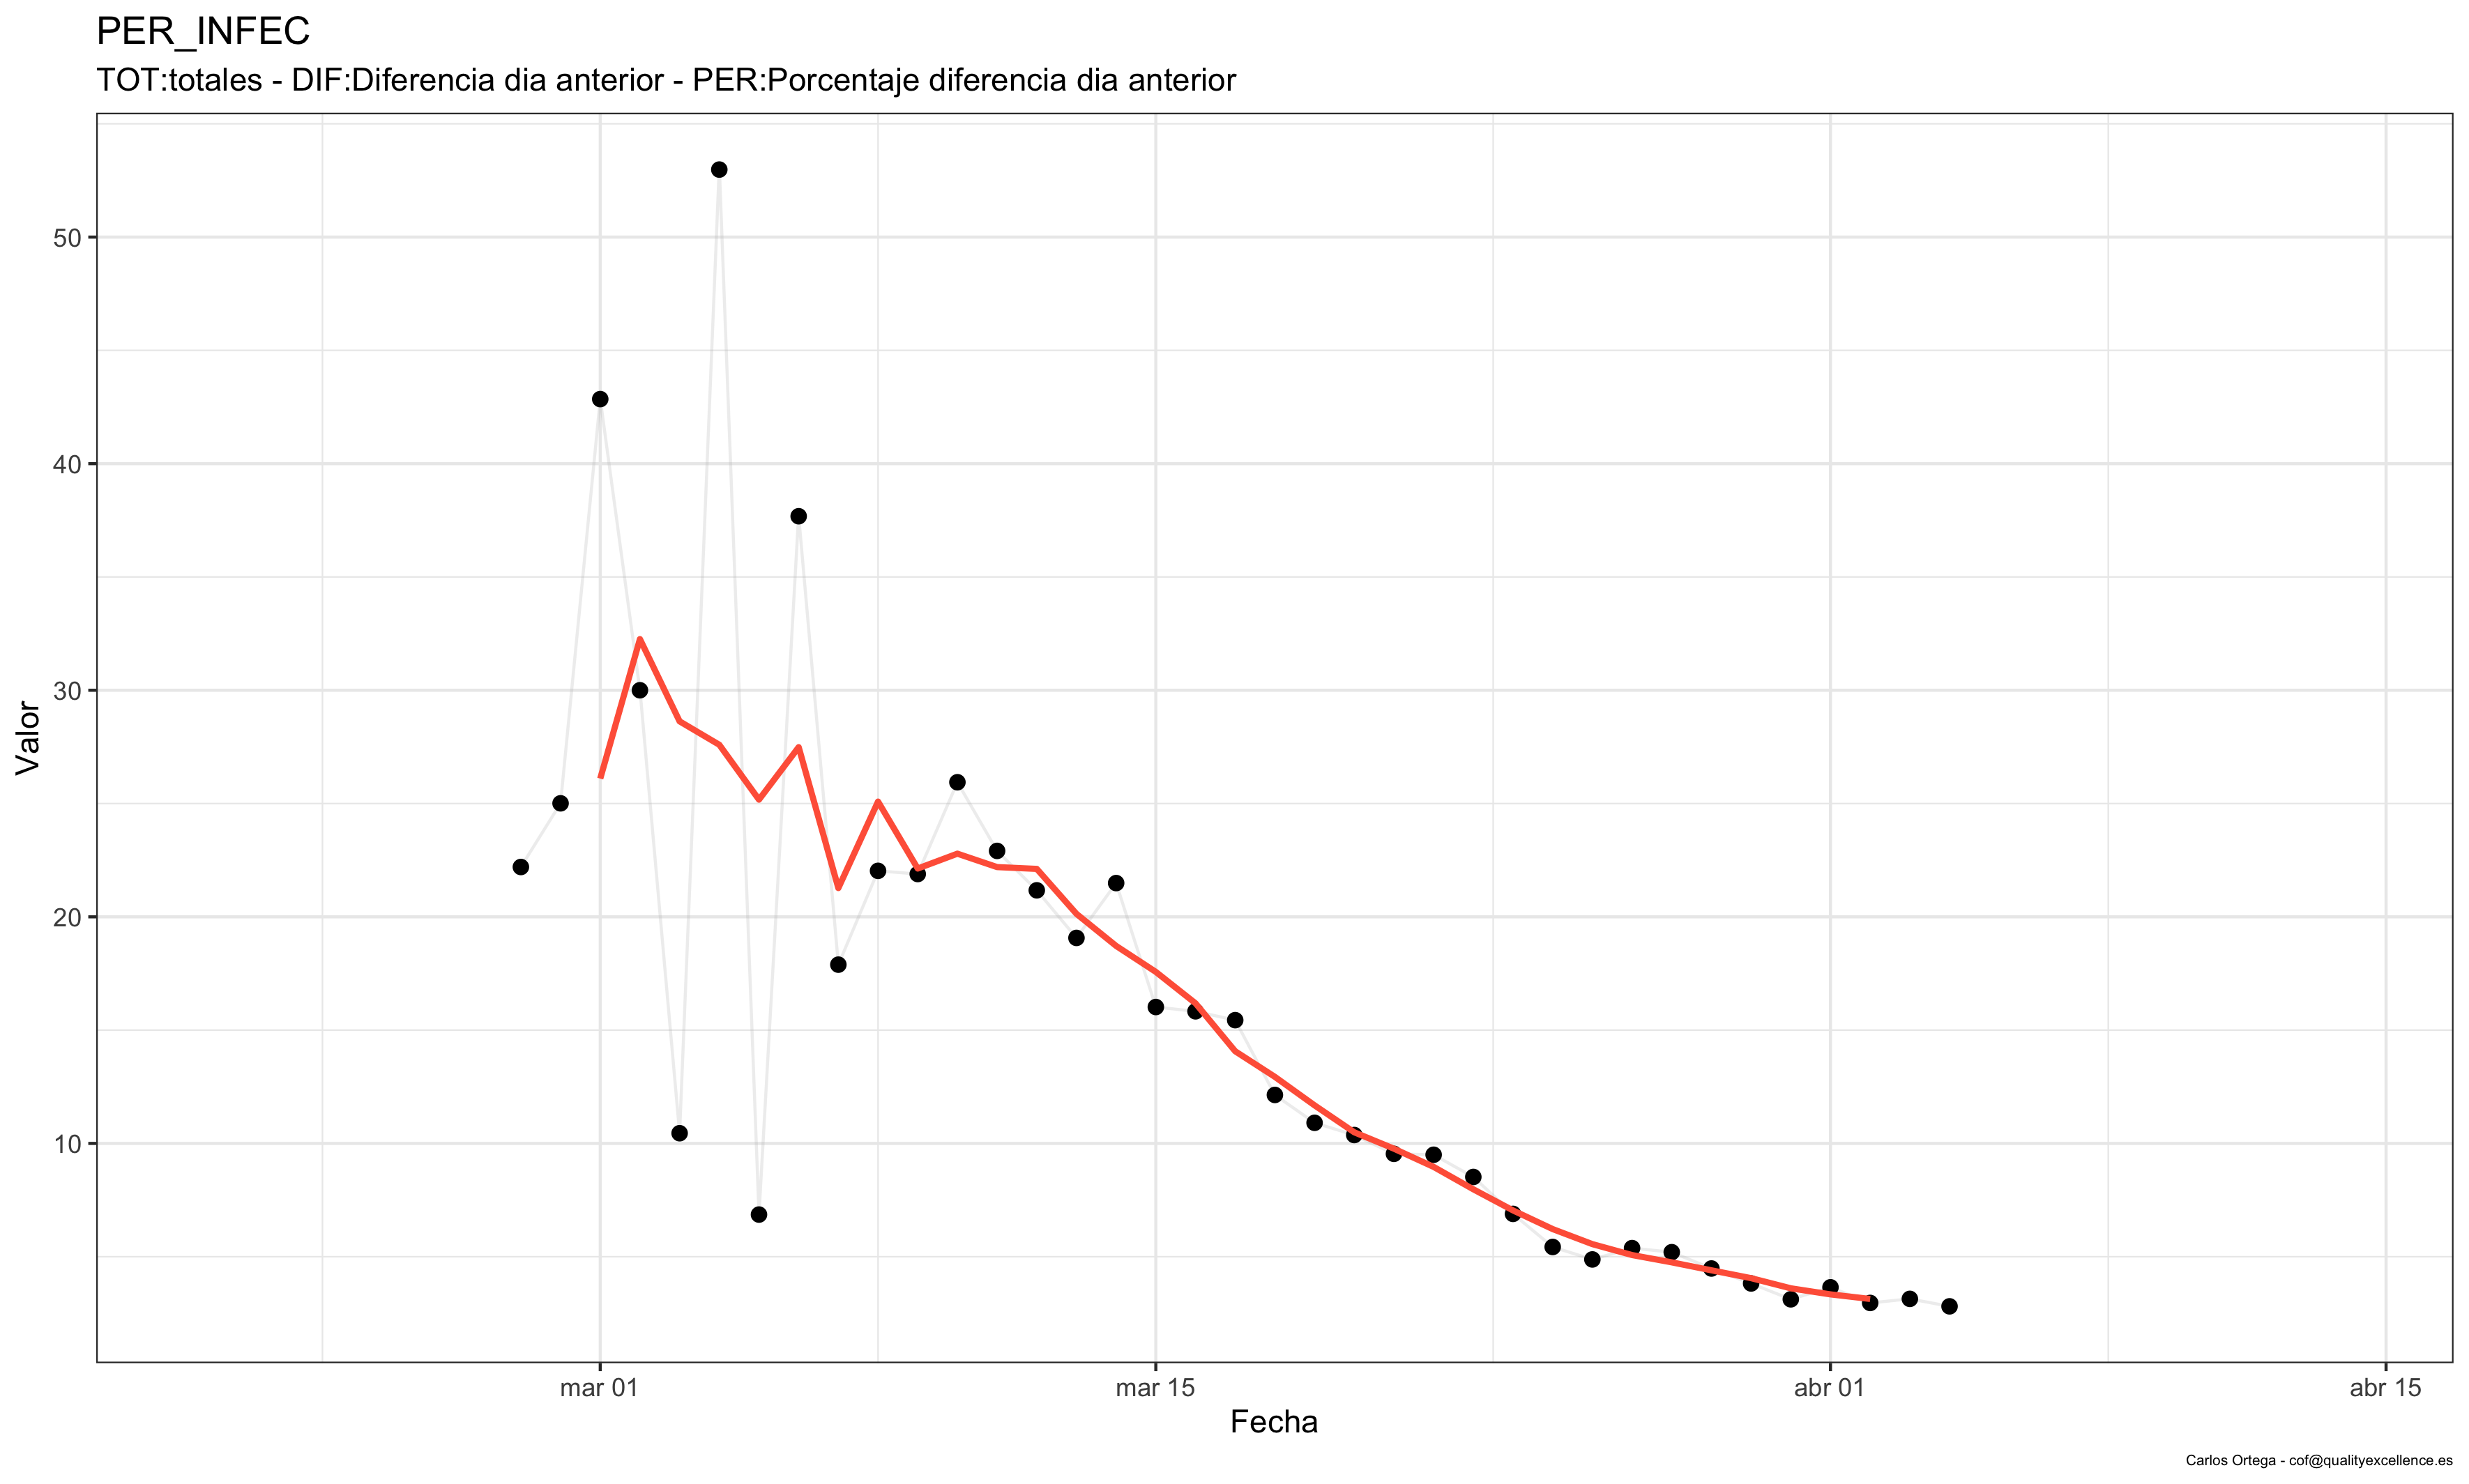 PER_INFEC
TOT:totales - DIF:Diferencia dia anterior - PER:Porcentaje diferencia dia anterior
50
40
30
20
10
Valor
mar 01
mar 15
abr 01
abr 15
Fecha
Carlos Ortega - cof@qualityexcellence.es